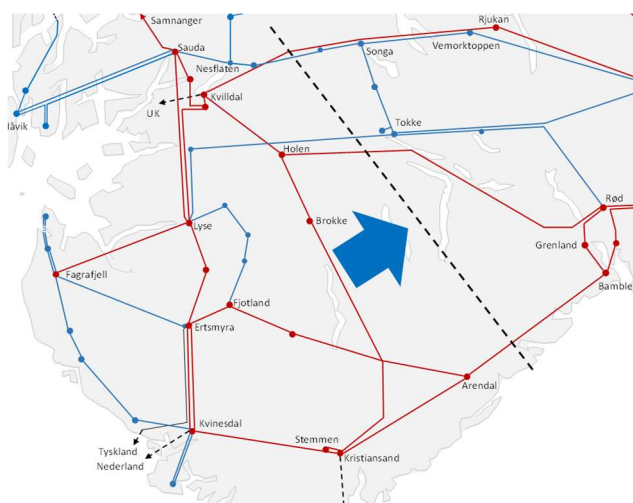 Samnanger
Rjukan
Sauda
Songa
Vemorktoppen
Nesflaten
Kvilldal
UK
Håvik
Tokke
Holen
Rød
Lyse
Brokke
Grenland
Fagrafjell
Bamble
Fjotland
Ertsmyra
Arendal
Kvinesdal
Stemmen
Tyskland
Kristiansand
Nederland